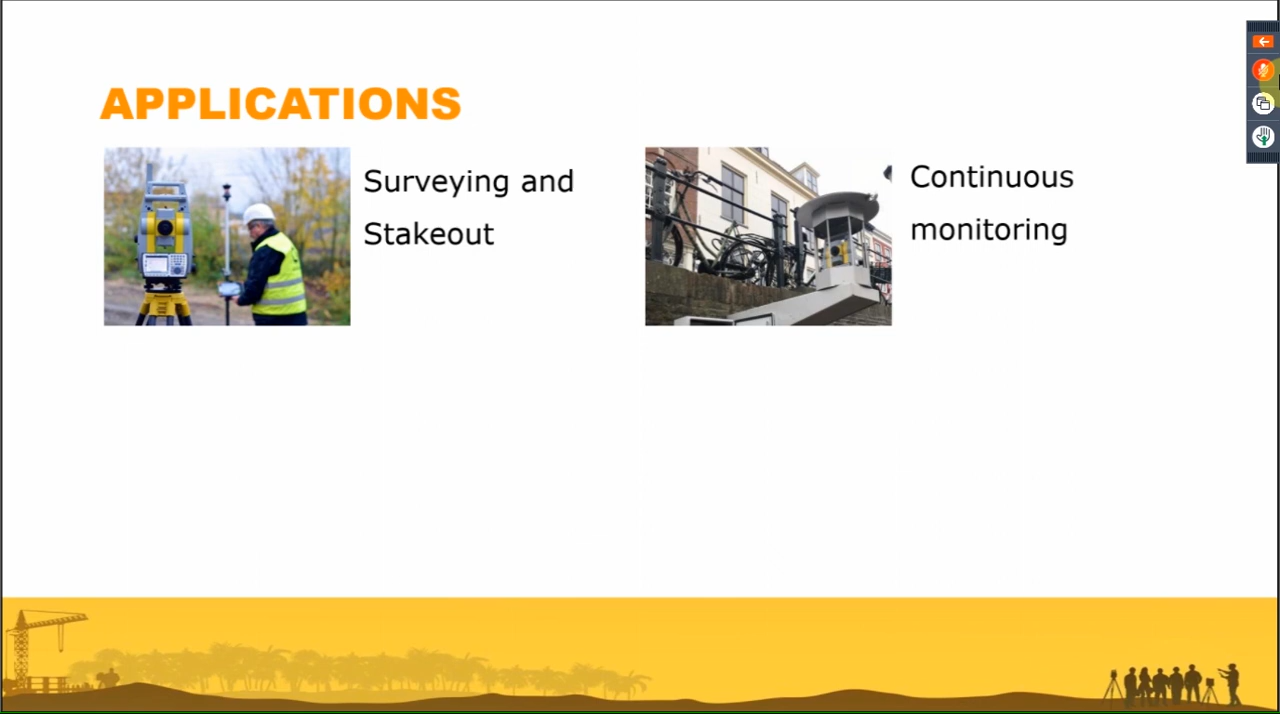 APPLICATIONS
Surveying and
Stakeout
Continuous
monitoring